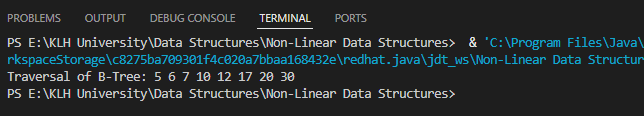 PROBLEMS OUTPUT DEBUG CONSOLE TERMINAL PORTS
PS E:\KLH University\Data Structures\Non-Linear Data Structures>  & 'C:\Program Files\Java\
rkspaceStorage\c8275ba709301f4c020a7bbaa168432e\redhat.java\jdt_ws\Non-Linear Data Structur
Traversal of B-Tree: 5 6 7 10 12 17 20 30
PS E:\KLH University\Data Structures\Non-Linear Data Structures>